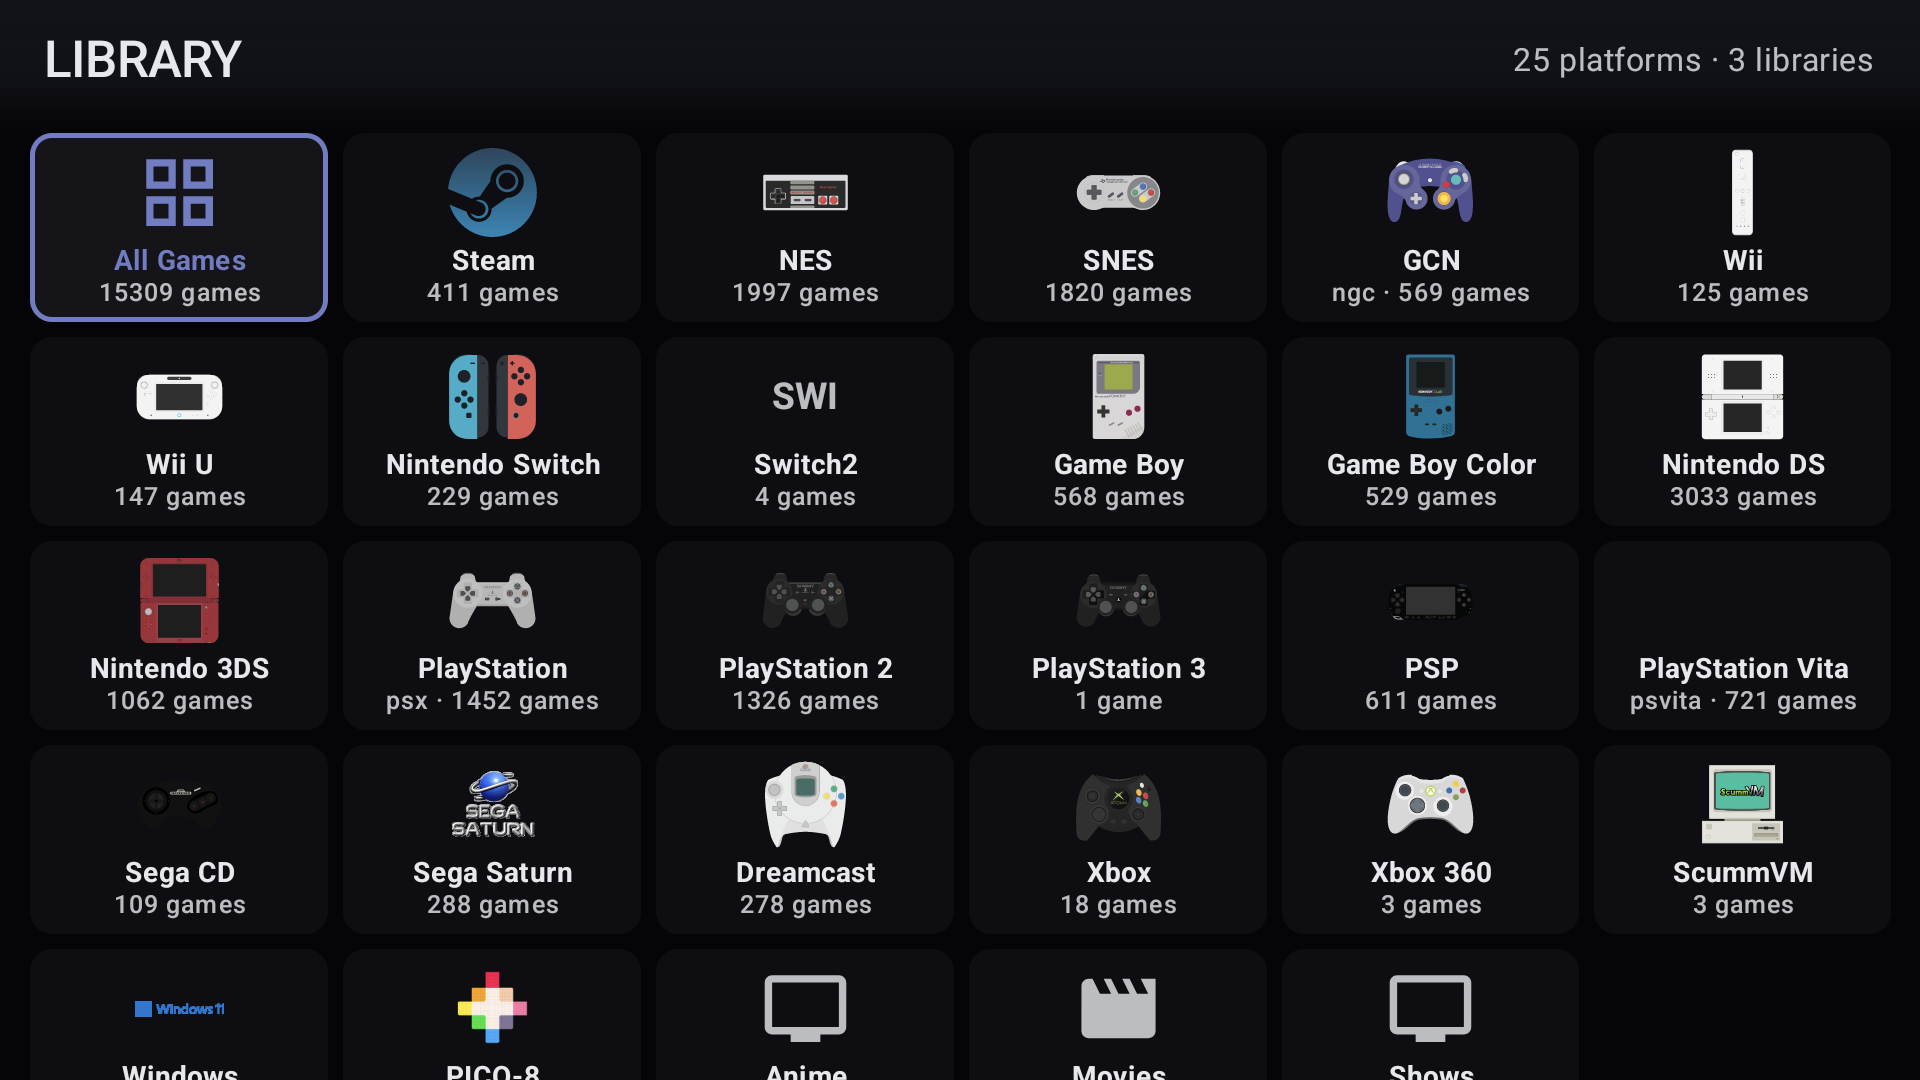 LIBRARY
25 platforms · 3 libraries
All Games
15309 games
Steam
411 games
NES
1997 games
SNES
1820 games
GCN
ngc · 569 games
Wii
125 games
Wii U
147 games
Nintendo Switch
229 games
SWI
Switch2
4 games
Game Boy
568 games
Game Boy Color
529 games
Nintendo DS
3033 games
Nintendo 3DS
1062 games
PlayStation
psx · 1452 games
PlayStation 2
1326 games
PlayStation 3
1 game
PSP
611 games
PlayStation Vita
psvita · 721 games
Sega CD
109 games
SEGA
SATURN
Sega Saturn
288 games
Dreamcast
278 games
Xbox
18 games
Xbox 360
3 games
ScummVM
ScummVM
3 games
Windows 11
Windows
PICO-8
Anime
Movies
Shows